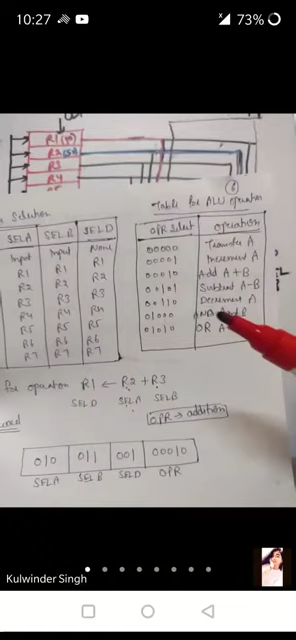 10:27
73%
R1 (10)
R2 (15)
R3
R4
Solution
Table for ALU operation
SELA SELB SELD
OPR Select Operation
Input Input None
00000 Transfer A
R1 R1 R1
00001 Increment A
R2 R2 R2
00010 Add A+B
R3 R3 R3
00101 Subtract A-B
R4 R4 R4
00110 Decrement A
R5 R5 R5
01000
R6 R6 R6
01010 OR
R7 R7 R7
for operation R1 ← R2 + R3
SELD SELA SELB
OPR → addition
010 011 001 00010
SELA SELB SELD OPR
Kulwinder Singh